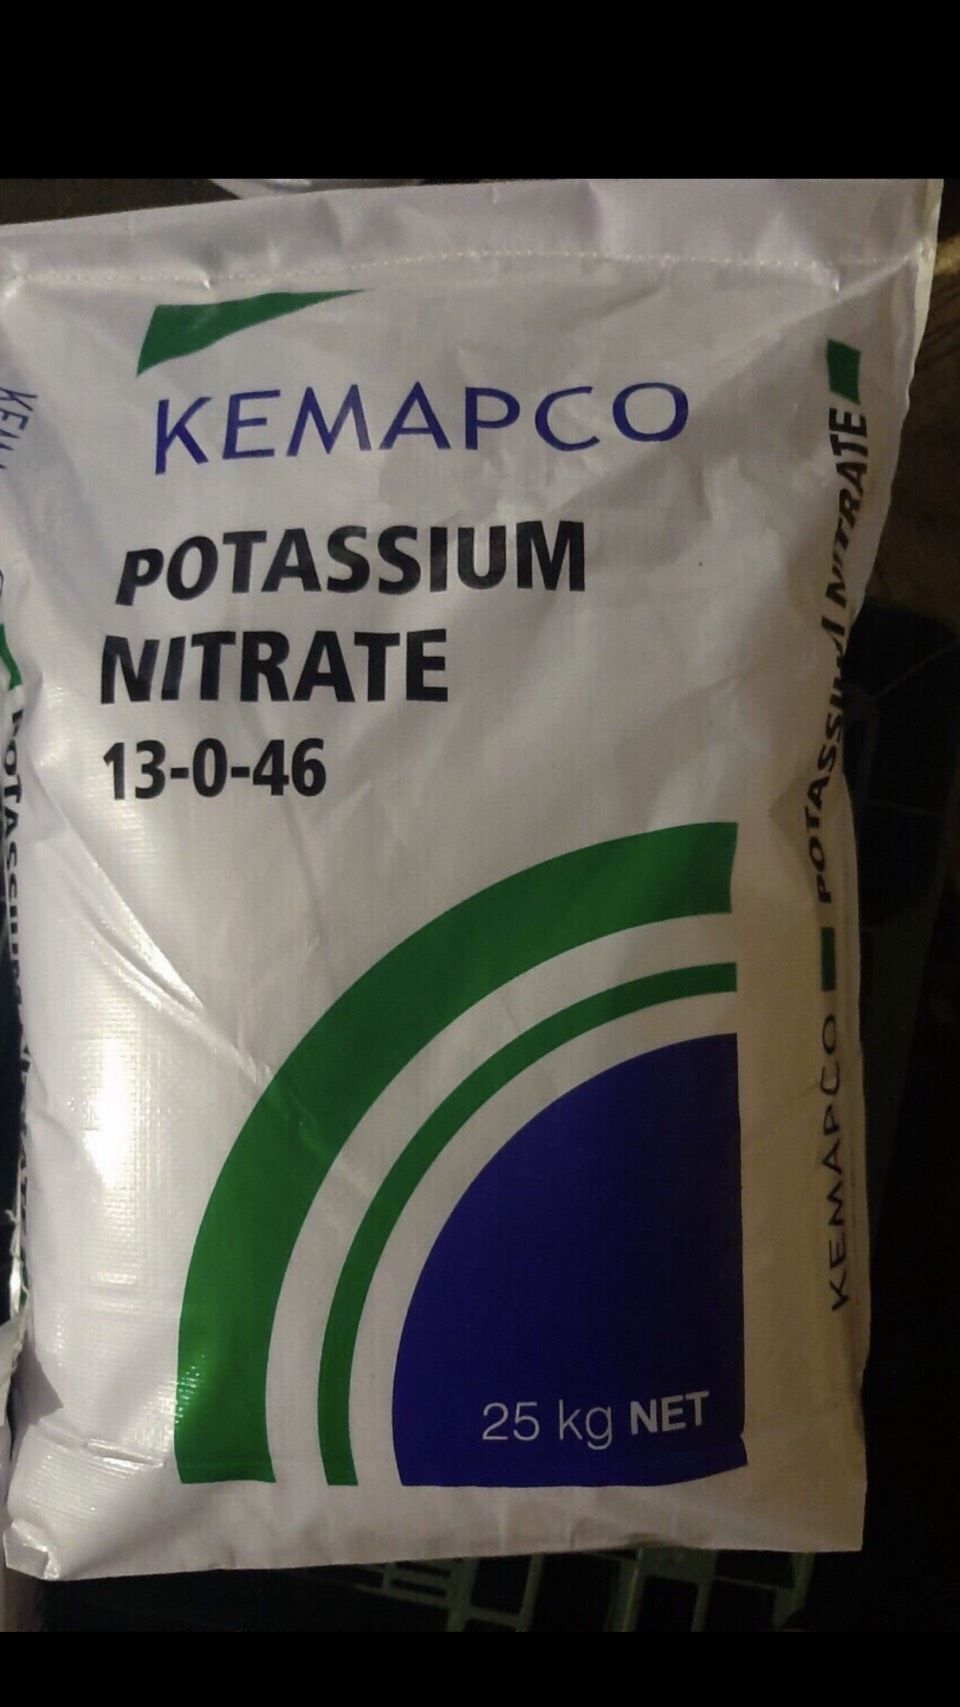 KEMAPCO
POTASSIUM
NITRATE
13-0-46
25 kg NET
KEMAPCO POTASSIUM NITRATE